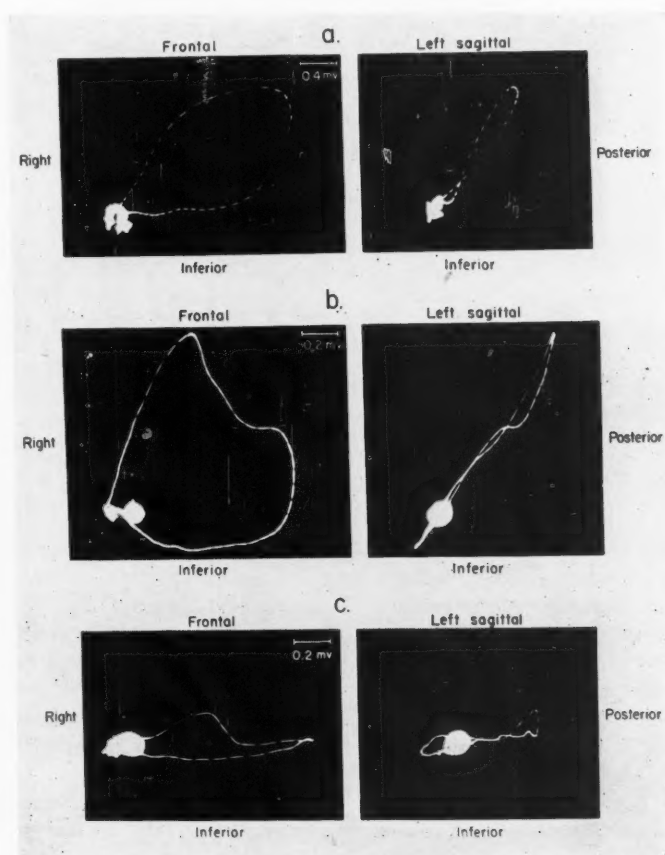 a.
Frontal
Left sagittal
0.4 mv
Right
Posterior
Inferior
Inferior
b.
Frontal
Left sagittal
0.2 mv
Right
Posterior
Inferior
Inferior
c.
Frontal
Left sagittal
0.2 mv
Right
Posterior
Inferior
Inferior